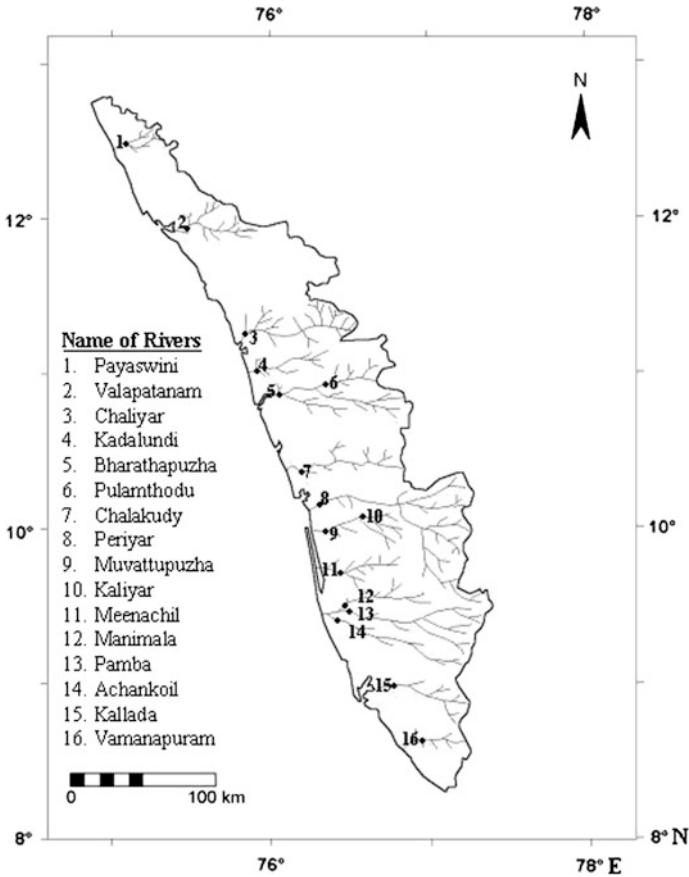 76° 78°
N
1
12° 2 12°
3
Name of Rivers
1. Payaswini
2. Valapatanam
3. Chaliyar
4. Kadalundi
5. Bharathapuzha
6. Pulamthodu
7. Chalakudy
8. Periyar
9. Muvattupuzha
10. Kaliyar
11. Meenachil
12. Manimala
13. Pamba
14. Achankoil
15. Kallada
16. Vamanapuram
4
5 6
7
8
10
10° 9 10°
11
12
13
14
15
16
0 100 km
8° 8° N
76° 78° E